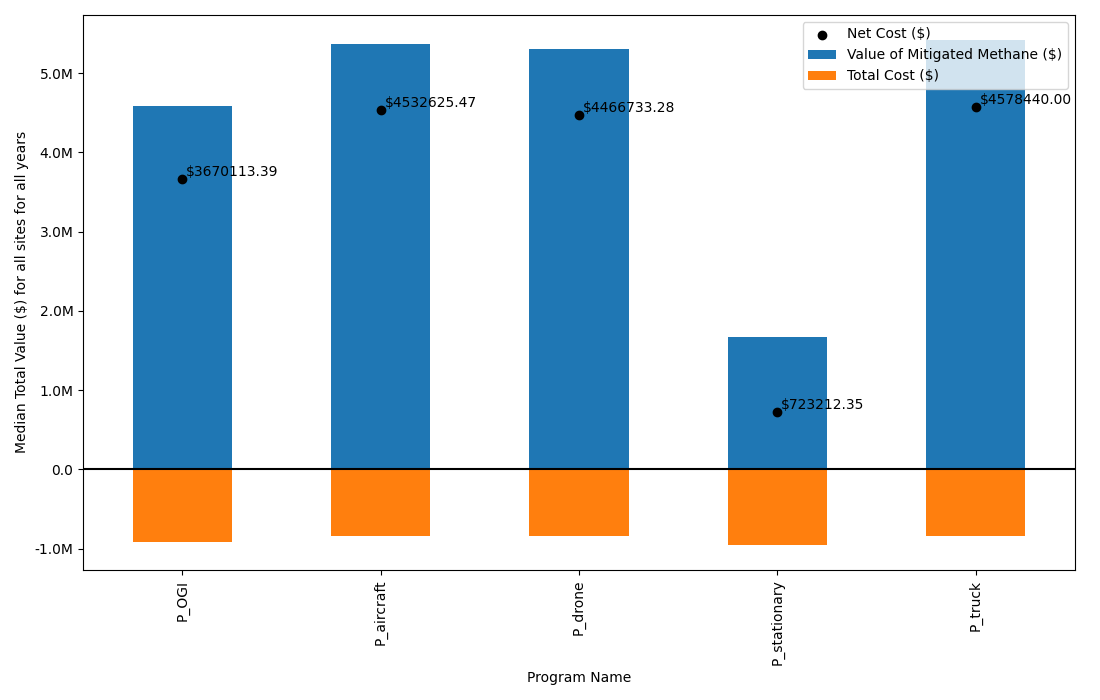 Net Cost ($)
Value of Mitigated Methane ($)
Total Cost ($)
Median Total Value ($) for all sites for all years
5.0M
4.0M
3.0M
2.0M
1.0M
0.0
-1.0M
$3670113.39
$4532625.47
$4466733.28
$723212.35
$4578440.00
P_OGI
P_aircraft
P_drone
P_stationary
P_truck
Program Name